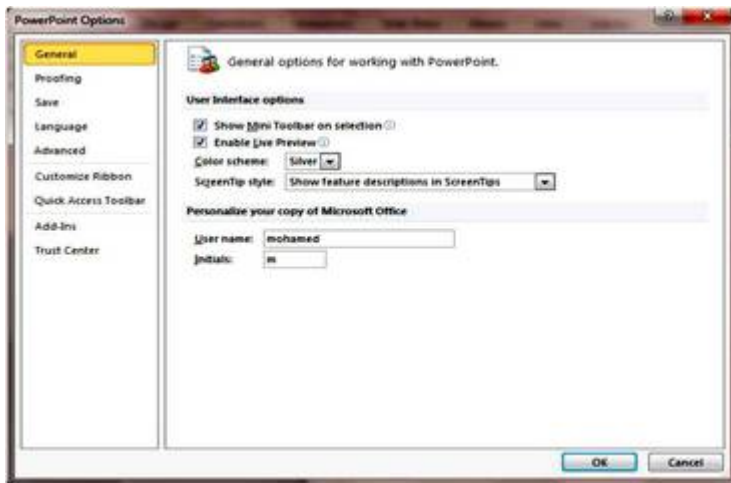 PowerPoint Options
General
Proofing
Save
Language
Advanced
Customize Ribbon
Quick Access Toolbar
Add-Ins
Trust Center
General options for working with PowerPoint.
User Interface options
Show Mini Toolbar on selection
Enable Live Preview
Color scheme: Silver
ScreenTip style: Show feature descriptions in ScreenTips
Personalize your copy of Microsoft Office
User name: mohamed
Initials: m
OK Cancel